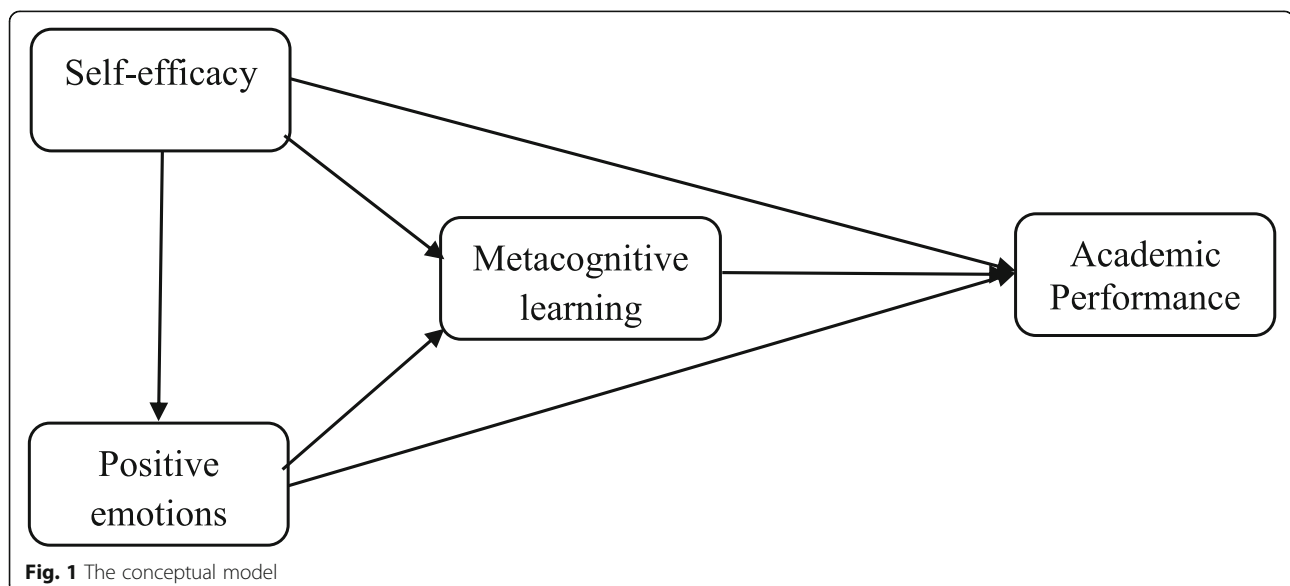 Self-efficacy
Metacognitive
learning
Academic
Performance
Positive
emotions
Fig. 1 The conceptual model